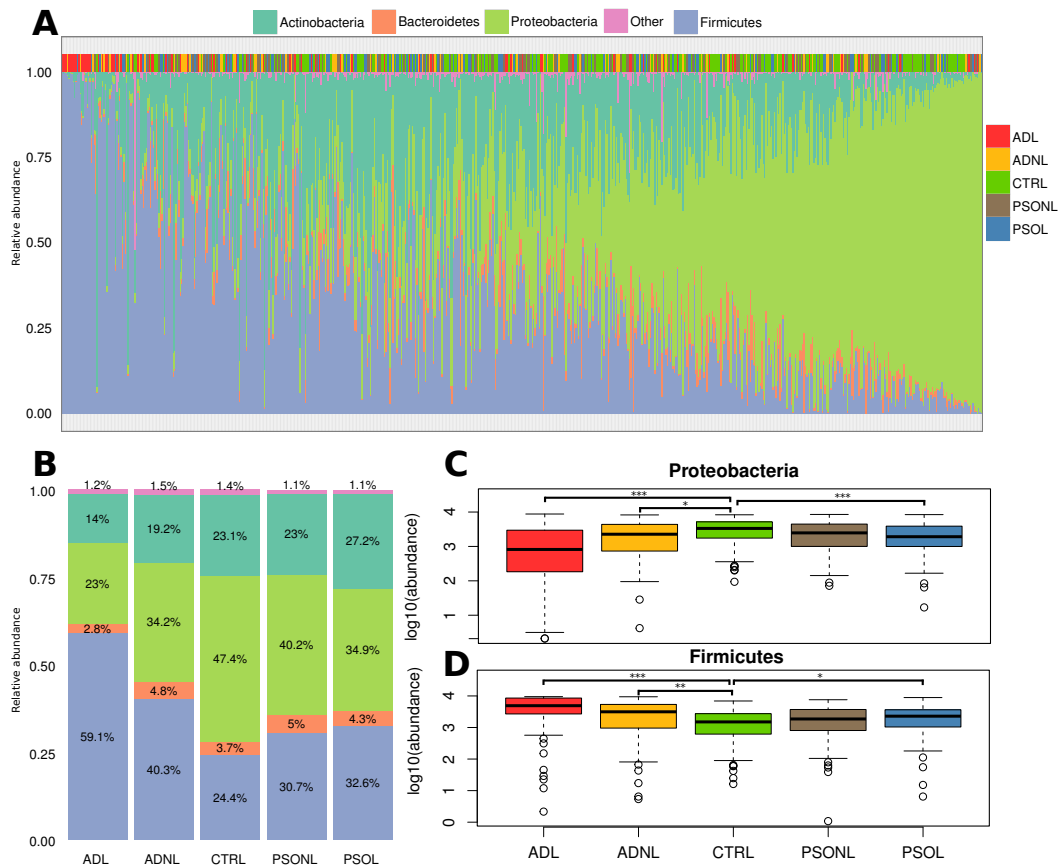 A
Actinobacteria Bacteroidetes Proteobacteria Other Firmicutes
1.00
0.75
0.50
0.25
0.00
Relative abundance
ADL
ADNL
CTRL
PSONL
PSOL
B
1.00
0.75
0.50
0.25
0.00
Relative abundance
1.2% 1.5% 1.4% 1.1% 1.1%
14% 19.2% 23.1% 23% 27.2%
23% 34.2% 47.4% 40.2% 34.9%
2.8% 4.8% 3.7% 5% 4.3%
59.1% 40.3% 24.4% 30.7% 32.6%
ADL ADNL CTRL PSONL PSOL
C
Proteobacteria
log10(abundance)
4
3
2
1
*** * ***
D
Firmicutes
log10(abundance)
4
3
2
1
0
*** ** *
ADL ADNL CTRL PSONL PSOL